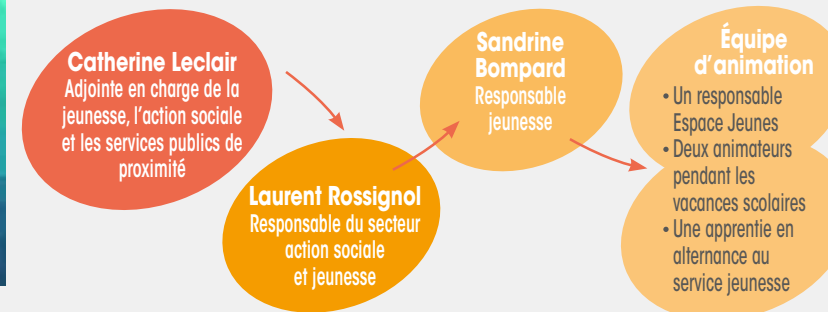 Catherine Leclair
Adjointe en charge de la
jeunesse, l'action sociale
et les services publics de
proximité
Laurent Rossignol
Responsable du secteur
action sociale
et jeunesse
Sandrine
Bompard
Responsable
jeunesse
Équipe
d'animation
• Un responsable
Espace Jeunes
• Deux animateurs
pendant les
vacances scolaires
• Une apprentie en
alternance au
service jeunesse